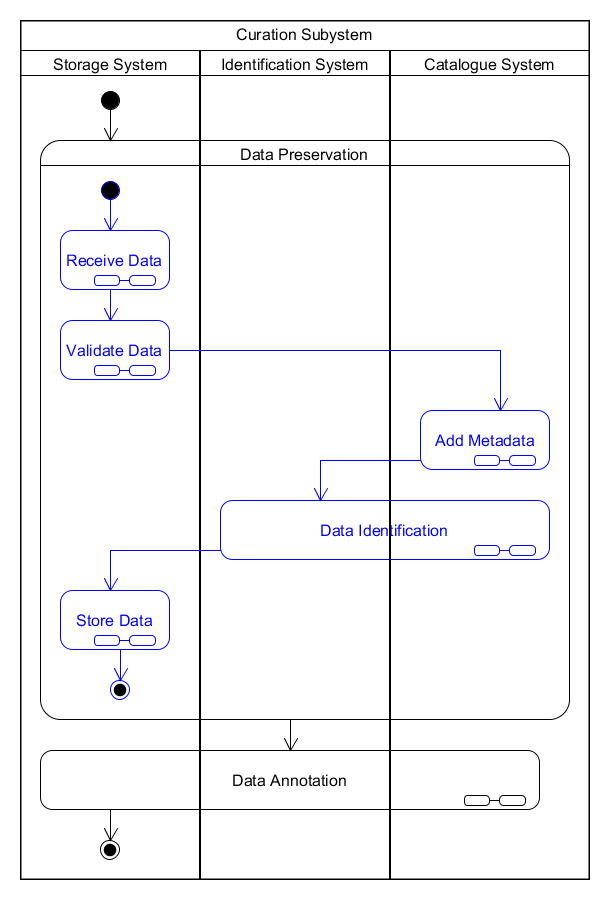 Curation Subystem
Storage System
Identification System
Catalogue System
Data Preservation
Receive Data
Validate Data
Add Metadata
Data Identification
Store Data
Data Annotation